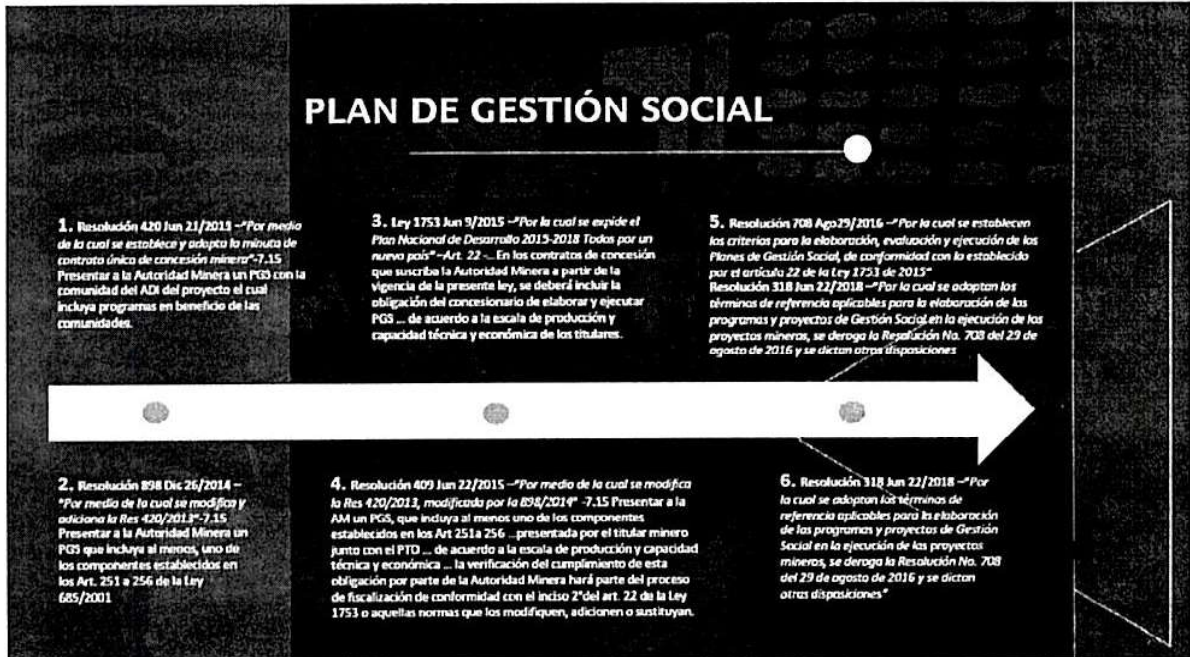 PLAN DE GESTIÓN SOCIAL
1. Resolución 420 Jun 21/2013 –"Por medio
de la cual se establece y adopta la minuta de
contrato único de concesión minera"-7.15
Presentar a la Autoridad Minera un PGS con la
comunidad del ADI del proyecto el cual
incluya programas en beneficio de las
comunidades.
2. Resolución 898 Dic 26/2014 –
"Por medio de la cual se modifica y
adiciona la Res 420/2013"-7.15
Presentar a la Autoridad Minera un
PGS que incluya al menos, uno de
los componentes establecidos en
los Art. 251 a 256 de la Ley
685/2001
3. Ley 1753 Jun 9/2015 –"Por la cual se expide el
Plan Nacional de Desarrollo 2015-2018 Todos por un
nuevo país" –Art. 22 -... En los contratos de concesión
que suscriba la Autoridad Minera a partir de la
vigencia de la presente ley, se deberá incluir la
obligación del concesionario de elaborar y ejecutar
PGS ... de acuerdo a la escala de producción y
capacidad técnica y económica de los titulares.
4. Resolución 409 Jun 22/2015 –"Por medio de la cual se modifica
la Res 420/2013, modificada por la 898/2014" -7.15 Presentar a la
AM un PGS, que incluya al menos uno de los componentes
establecidos en los Art 251a 256 ...presentada por el titular minero
junto con el PTO ... de acuerdo a la escala de producción y capacidad
técnica y económica ... la verificación del cumplimiento de esta
obligación por parte de la Autoridad Minera hará parte del proceso
de fiscalización de conformidad con el inciso 2°del art. 22 de la Ley
1753 o aquellas normas que los modifiquen, adicionen o sustituyan.
5. Resolución 708 Ago29/2016 –"Por la cual se establecen
los criterios para la elaboración, evaluación y ejecución de los
Planes de Gestión Social, de conformidad con lo establecido
por el artículo 22 de la Ley 1753 de 2015"
Resolución 318 Jun 22/2018 –"Por la cual se adoptan los
términos de referencia aplicables para la elaboración de los
programas y proyectos de Gestión Social en la ejecución de los
proyectos mineros, se deroga la Resolución No. 708 del 29 de
agosto de 2016 y se dictan otras disposiciones
6. Resolución 318 Jun 22/2018 –"Por
la cual se adoptan los términos de
referencia aplicables para la elaboración
de los programas y proyectos de Gestión
Social en la ejecución de los proyectos
mineros, se deroga la Resolución No. 708
del 29 de agosto de 2016 y se dictan
otras disposiciones"